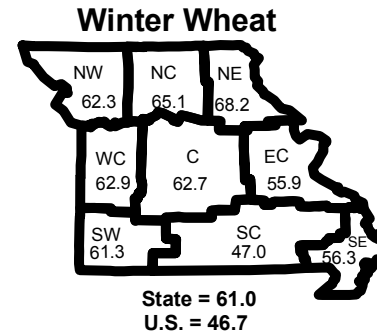 Winter Wheat
NW NC NE
62.3 65.1 68.2
WC C EC
62.9 62.7 55.9
SW SC SE
61.3 47.0 56.3
State = 61.0
U.S. = 46.7